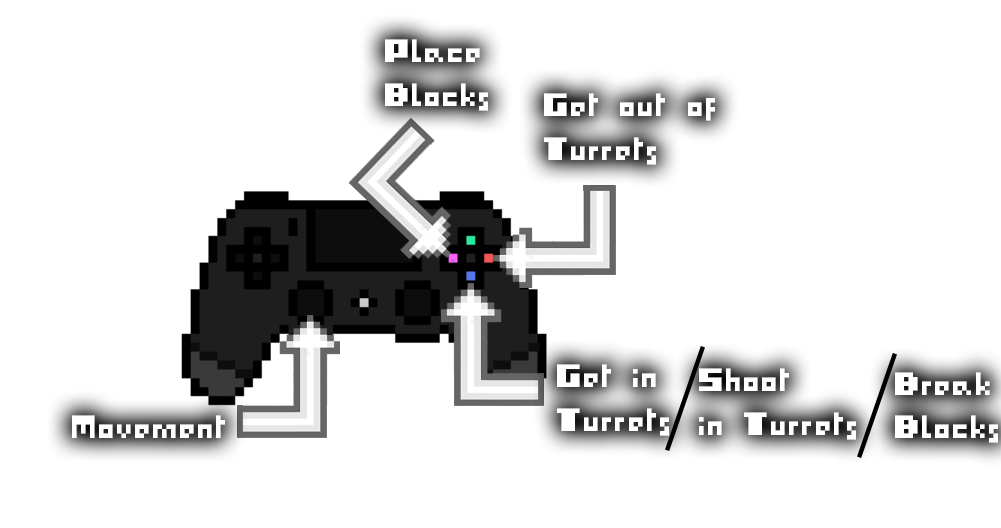 Place
Blocks
Get out of
Turrets
Get in / Shoot / Break
Turrets / in Turrets / Blocks
Movement